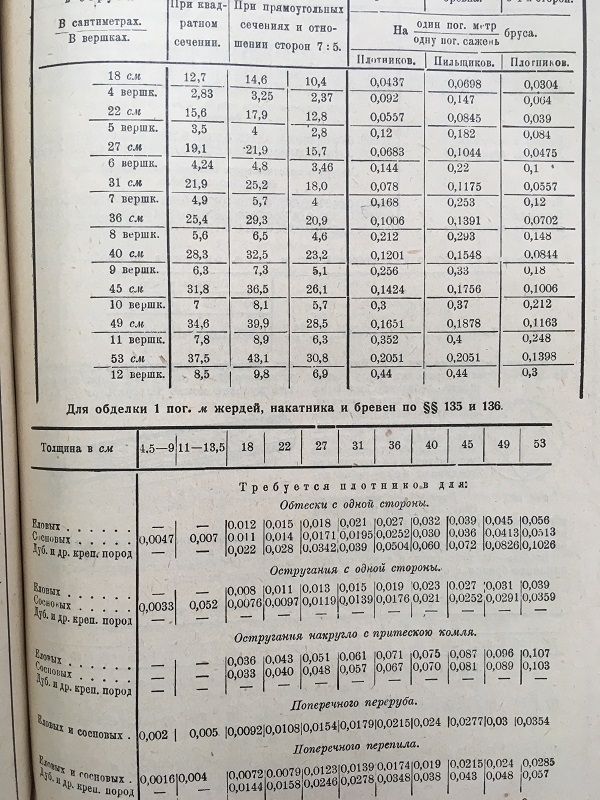 При квад- При прямоугольных
В сантиметрах. ратном сечениях и отно-
В вершках. сечении. шении сторон 7:5. На один пог. метр бруса.
одну пог. сажень
Плотников. Пильщиков. Плотников.
18 см 12,7 14,6 10,4 0,0437 0,0698 0,0304
4 вершк. 2,83 3,25 2,37 0,092 0,147 0,064
22 см 15,6 17,9 12,8 0,0557 0,0845 0,039
5 вершк. 3,5 4 2,8 0,12 0,182 0,084
27 см 19,1 21,9 15,7 0,0683 0,1044 0,0475
6 вершк. 4,24 4,8 3,46 0,144 0,22 0,1
31 см 21,9 25,2 18,0 0,078 0,1175 0,0557
7 вершк. 4,9 5,7 4 0,168 0,253 0,12
36 см 25,4 29,3 20,9 0,1006 0,1391 0,0702
8 вершк. 5,6 6,5 4,6 0,212 0,293 0,148
40 см 28,3 32,5 23,2 0,1201 0,1548 0,0844
9 вершк. 6,3 7,3 5,1 0,256 0,33 0,18
45 см 31,8 36,5 26,1 0,1424 0,1756 0,1006
10 вершк. 7 8,1 5,7 0,3 0,37 0,212
49 см 34,6 39,9 28,5 0,1651 0,1878 0,1163
11 вершк. 7,8 8,9 6,3 0,352 0,4 0,248
53 см 37,5 43,1 30,8 0,2051 0,2051 0,1398
12 вершк. 8,5 9,8 6,9 0,44 0,44 0,3
Для обделки 1 пог. м жердей, накатника и бревен по §§ 135 и 136.
Толщина в см 4,5—9 11—13,5 18 22 27 31 36 40 45 49 53
Требуется плотников для:
Обтески с одной стороны.
Еловых . . . . . . — — 0.012 0,015 0,018 0,021 0,027 0,032 0,039 0,045 0,056
Сосновых . . . . . 0,0047 0,007 0.011 0,014 0,0171 0,0195 0,0252 0,030 0,036 0,0413 0,0513
Дуб. и др. креп. пород — — 0,022 0,028 0,0342 0,039 0,0504 0,060 0,072 0,0826 0,1026
Остругания с одной стороны.
Еловых . . . . . . — — 0,008 0,011 0,013 0,015 0,019 0,023 0,027 0,031 0,039
Сосновых . . . . . 0,0033 0,052 0,0076 0,0097 0,0119 0,0139 0,0176 0,021 0,0252 0,0291 0,0359
Дуб. и др. креп. пород — — — — — — — — — — —
Остругания накругло с притескою комля.
Еловых . . . . . . — — 0,036 0,043 0,051 0.061 0,071 0,075 0,087 0,096 0,107
Сосновых . . . . . — — 0,033 0,040 0,048 0,057 0,067 0,070 0,081 0,089 0,103
Дуб. и др. креп. пород — — — — — — — — — — —
Поперечного переруба.
Еловых и сосновых . 0,002 0,005 0,0092 0,0108 0,0154 0,0179 0,0215 0,024 0,0277 0,03 0,0354
Поперечного перепила.
Еловых и сосновых . 0,0016 0,004 0,0072 0.0079 0,0123 0,0139 0,0174 0,019 0,0215 0,024 0,0285
Дуб. и др. креп. пород — — 0,0144 0,0158 0,0246 0,0278 0,0348 0,038 0,043 0,048 0,057